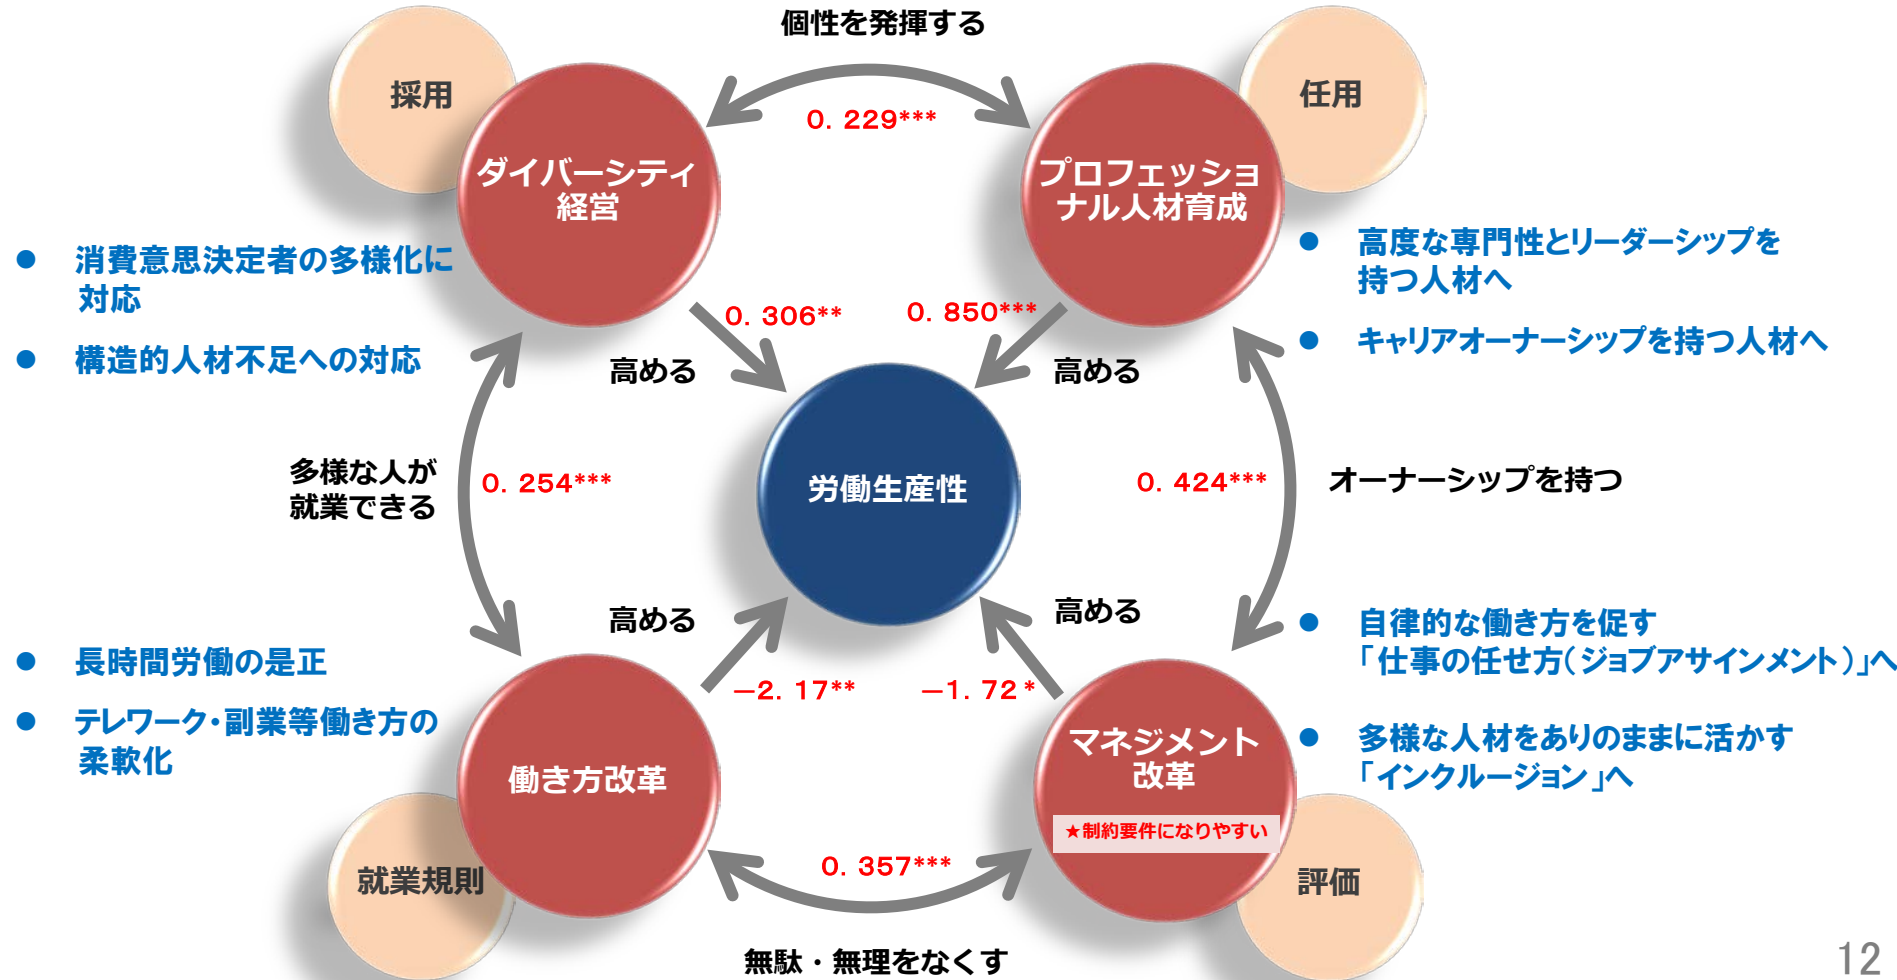 個性を発揮する
採用
任用
0. 229***
ダイバーシティ
経営
プロフェッショ
ナル人材育成
● 消費意思決定者の多様化に
対応
● 構造的人材不足への対応
● 高度な専門性とリーダーシップを
持つ人材へ
● キャリアオーナーシップを持つ人材へ
0. 306**
0. 850***
高める
高める
多様な人が
就業できる
0. 254***
労働生産性
0. 424***
オーナーシップを持つ
高める
高める
● 長時間労働の是正
● テレワーク・副業等働き方の
柔軟化
−2. 17**
−1. 72 *
● 自律的な働き方を促す
「仕事の任せ方(ジョブアサインメント)」へ
● 多様な人材をありのままに活かす
「インクルージョン」へ
働き方改革
マネジメント
改革
★制約要件になりやすい
就業規則
0. 357***
評価
無駄・無理をなくす
12